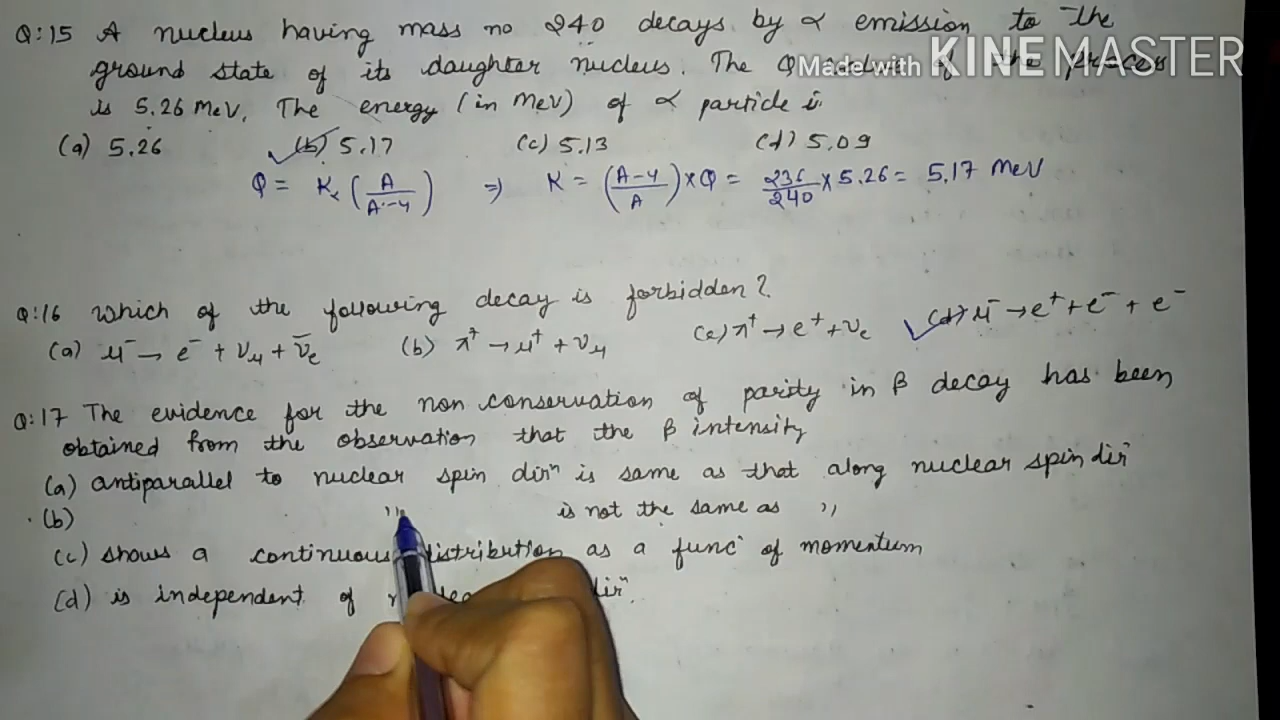 Q:15 A nucleus having mass no 240 decays by α emission to the
ground state of its daughter nucleus. The Q of the process
Made with KINEMASTER
is 5.26 MeV. The energy (in MeV) of α particle is
(a) 5.26 (b) 5.17 (c) 5.13 (d) 5.09
Q = Kα (A/A-4) ⇒ K = (A-4/A) × Q = 236/240 × 5.26 = 5.17 MeV
Q:16 which of the following decay is forbidden?
(a) μ⁻ → e⁻ + ν_μ + ν̄_e (b) π⁺ → μ⁺ + ν_μ (c) π⁺ → e⁺ + ν_e (d) μ⁻ → e⁺ + e⁻ + e⁻
Q:17 The evidence for the non conservation of parity in β decay has been
obtained from the observation that the β intensity
(a) antiparallel to nuclear spin dirⁿ is same as that along nuclear spin dirⁿ
(b) ,, is not the same as ,,
(c) shows a continuous distribution as a funcⁿ of momentum
(d) is independent of dirⁿ.